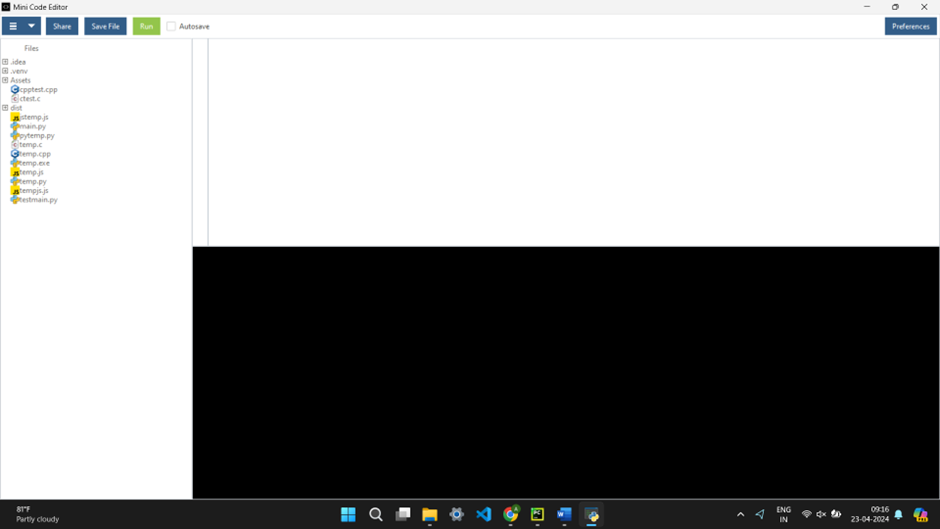 Mini Code Editor
Share
Save File
Run
Autosave
Preferences
Files
.idea
.venv
Assets
cpptest.cpp
ctest.c
dist
jstemp.js
main.py
pytemp.py
temp.c
temp.cpp
temp.exe
temp.js
temp.py
tempjs.js
testmain.py
81°F
Partly cloudy
ENG
IN
09:16
23-04-2024